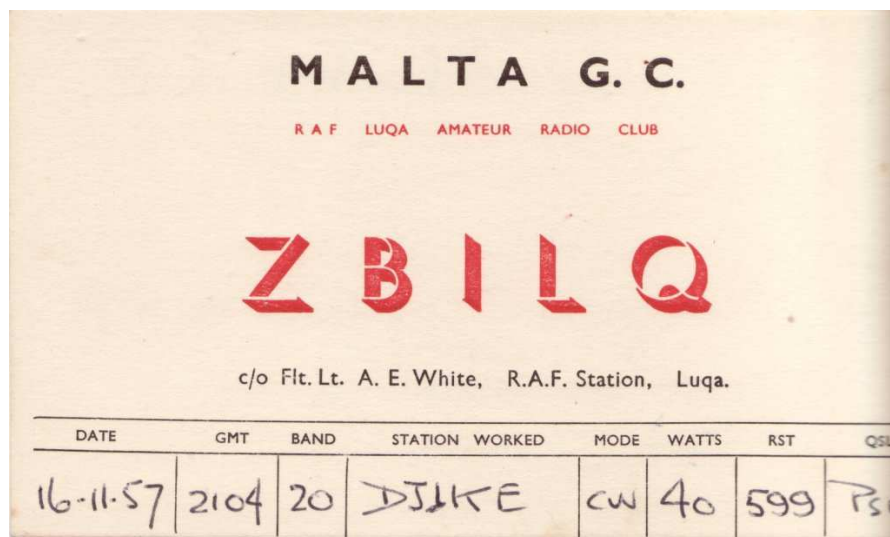 MALTA G. C.
RAF LUQA AMATEUR RADIO CLUB
ZB1LQ
c/o Flt. Lt. A. E. White, R.A.F. Station, Luqa.
DATE GMT BAND STATION WORKED MODE WATTS RST QSL
16-11-57 2104 20 DJ1KE CW 40 599